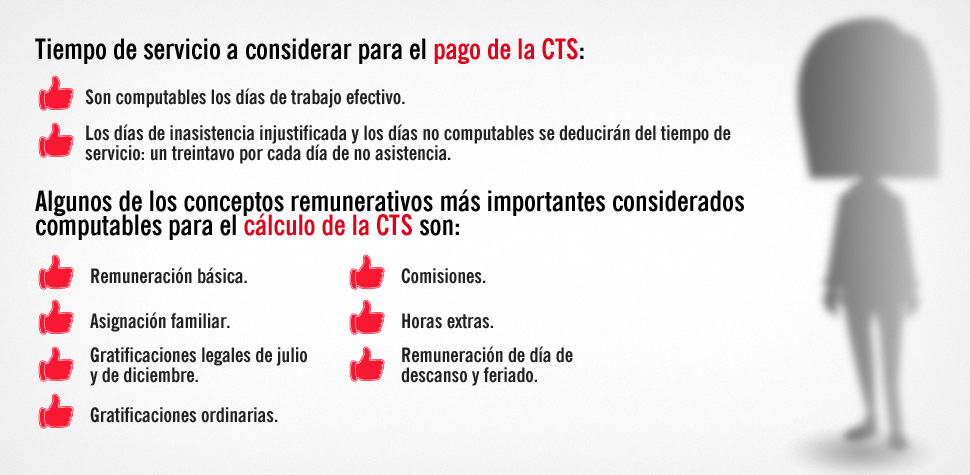 Tiempo de servicio a considerar para el pago de la CTS:
Son computables los días de trabajo efectivo.
Los días de inasistencia injustificada y los días no computables se deducirán del tiempo de
servicio: un treintavo por cada día de no asistencia.
Algunos de los conceptos remunerativos más importantes considerados
computables para el cálculo de la CTS son:
Remuneración básica.
Asignación familiar.
Gratificaciones legales de julio
y de diciembre.
Gratificaciones ordinarias.
Comisiones.
Horas extras.
Remuneración de día de
descanso y feriado.